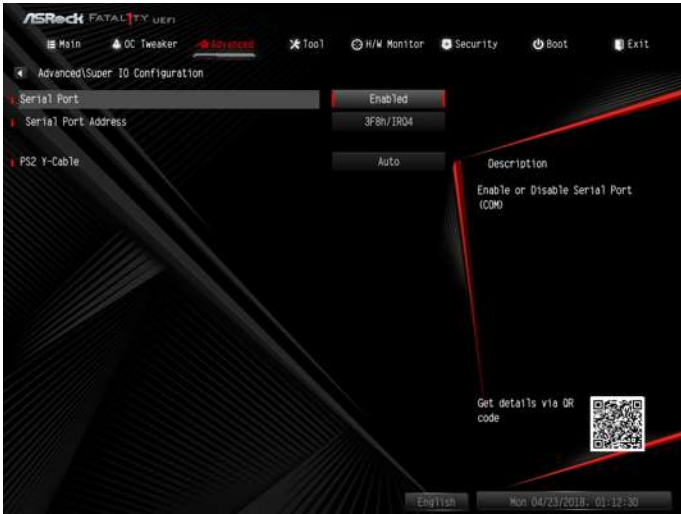 ASRock FATAL1TY UEFI
Main OC Tweaker Advanced Tool H/W Monitor Security Boot Exit
Advanced\Super IO Configuration
Serial Port Enabled
Serial Port Address 3F8h/IRQ4
PS2 Y-Cable Auto
Description
Enable or Disable Serial Port
(COM)
Get details via QR
code
English Mon 04/23/2018. 01:12:30